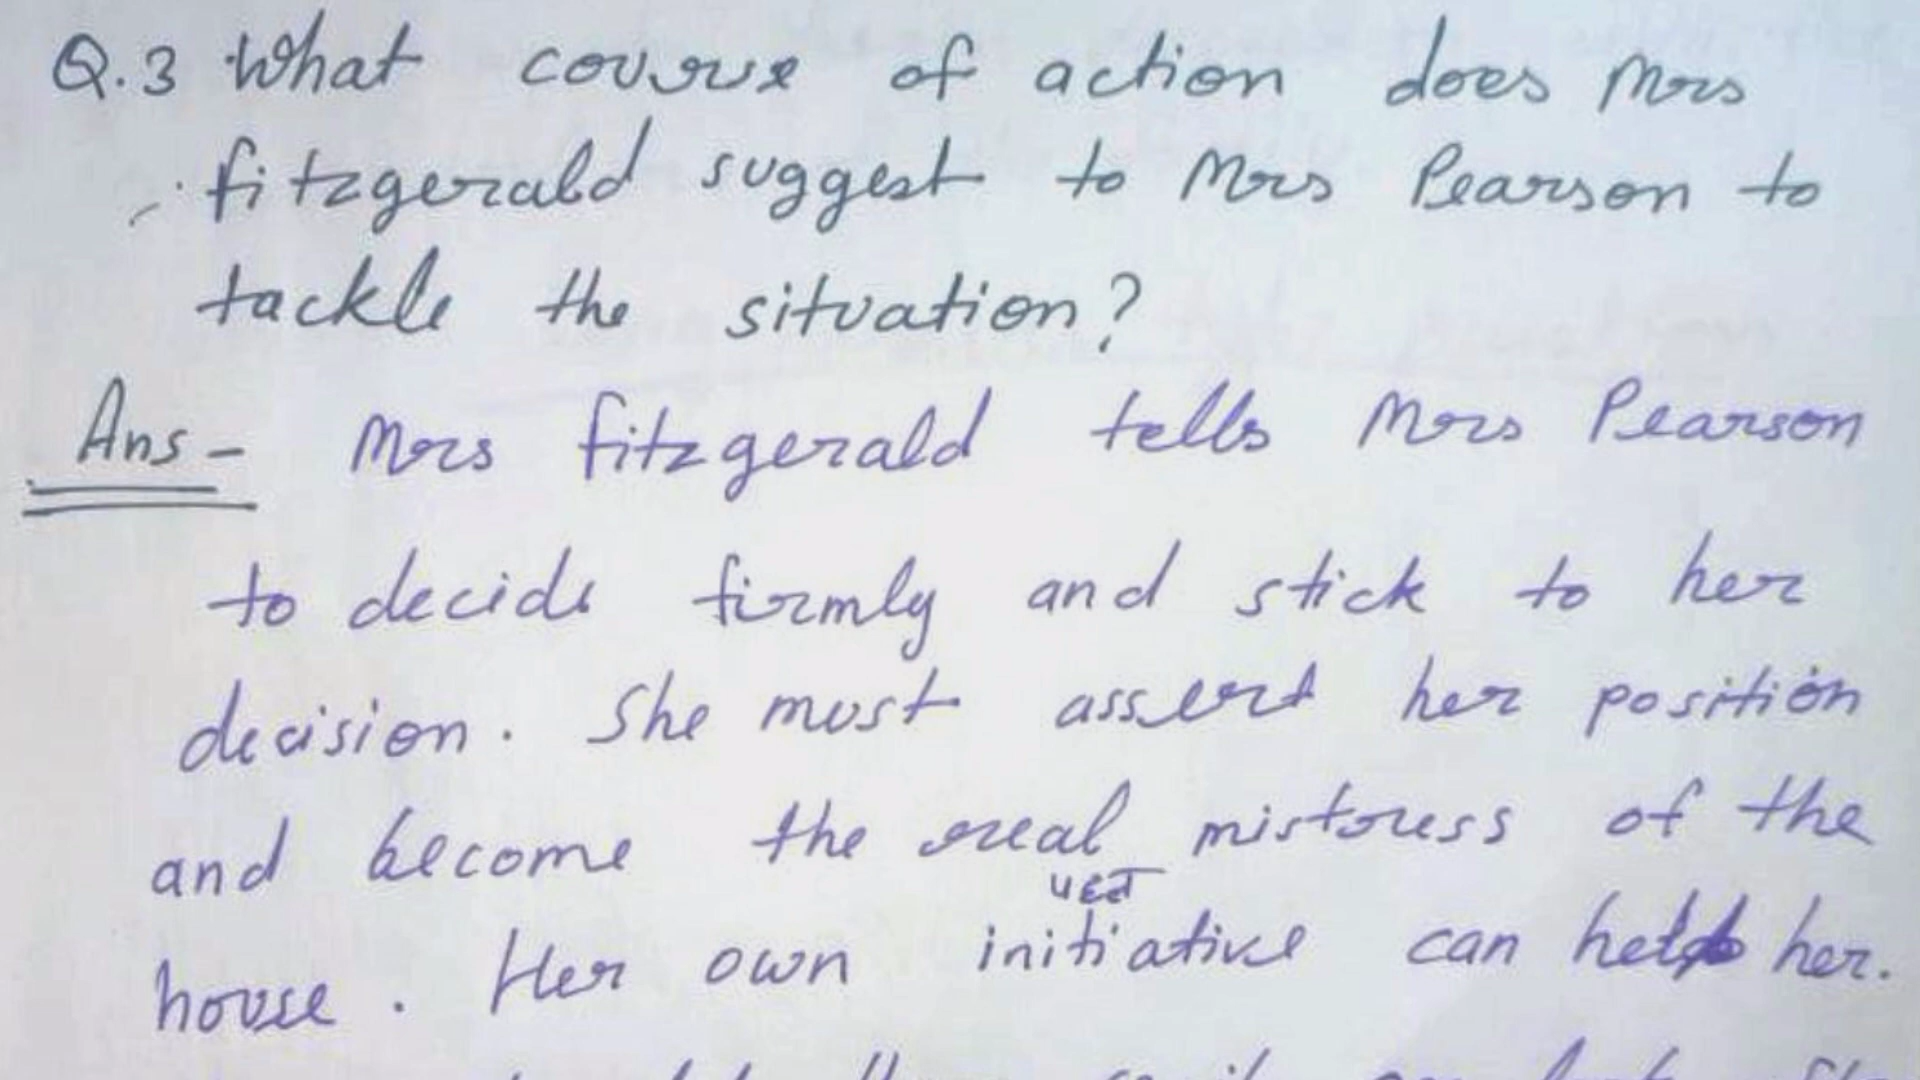 Q.3 What course of action does Mrs
fitzgerald suggest to Mrs Pearson to
tackle the situation?
Ans - Mrs fitzgerald tells Mrs Pearson
to decide firmly and stick to her
decision. She must assert her position
and become the real mistress of the
house. Her own initiative can help her.